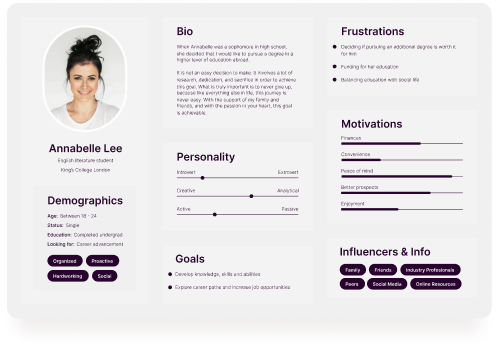 Annabelle Lee
English literature student
King's College London
Demographics
Age: Between 18 - 24
Status: Single
Education: Completed undergrad
Looking for: Career advancement
Organized Proactive
Hardworking Social
Bio
When Annabelle was a sophomore in high school,
she decided that I would like to pursue a degree in a
higher level of education abroad.
It is not an easy decision to make. It involves a lot of
research, dedication, and sacrifice in order to achieve
this goal. What is truly important is to never give up,
because like everything else in life, this journey is
never easy. With the support of my family and
friends, and with the passion in your heart, this goal
is achievable.
Personality
Introvert Extrovert
Creative Analytical
Active Passive
Goals
Develop knowledge, skills and abilities
Explore career paths and increase job opportunities
Frustrations
Deciding if pursuing an additional degree is worth it
for him
Funding for her education
Balancing education with social life
Motivations
Finances
Convenience
Peace of mind
Better prospects
Enjoyment
Influencers & Info
Family Friends Industry Profesionals
Peers Social Media Online Resources